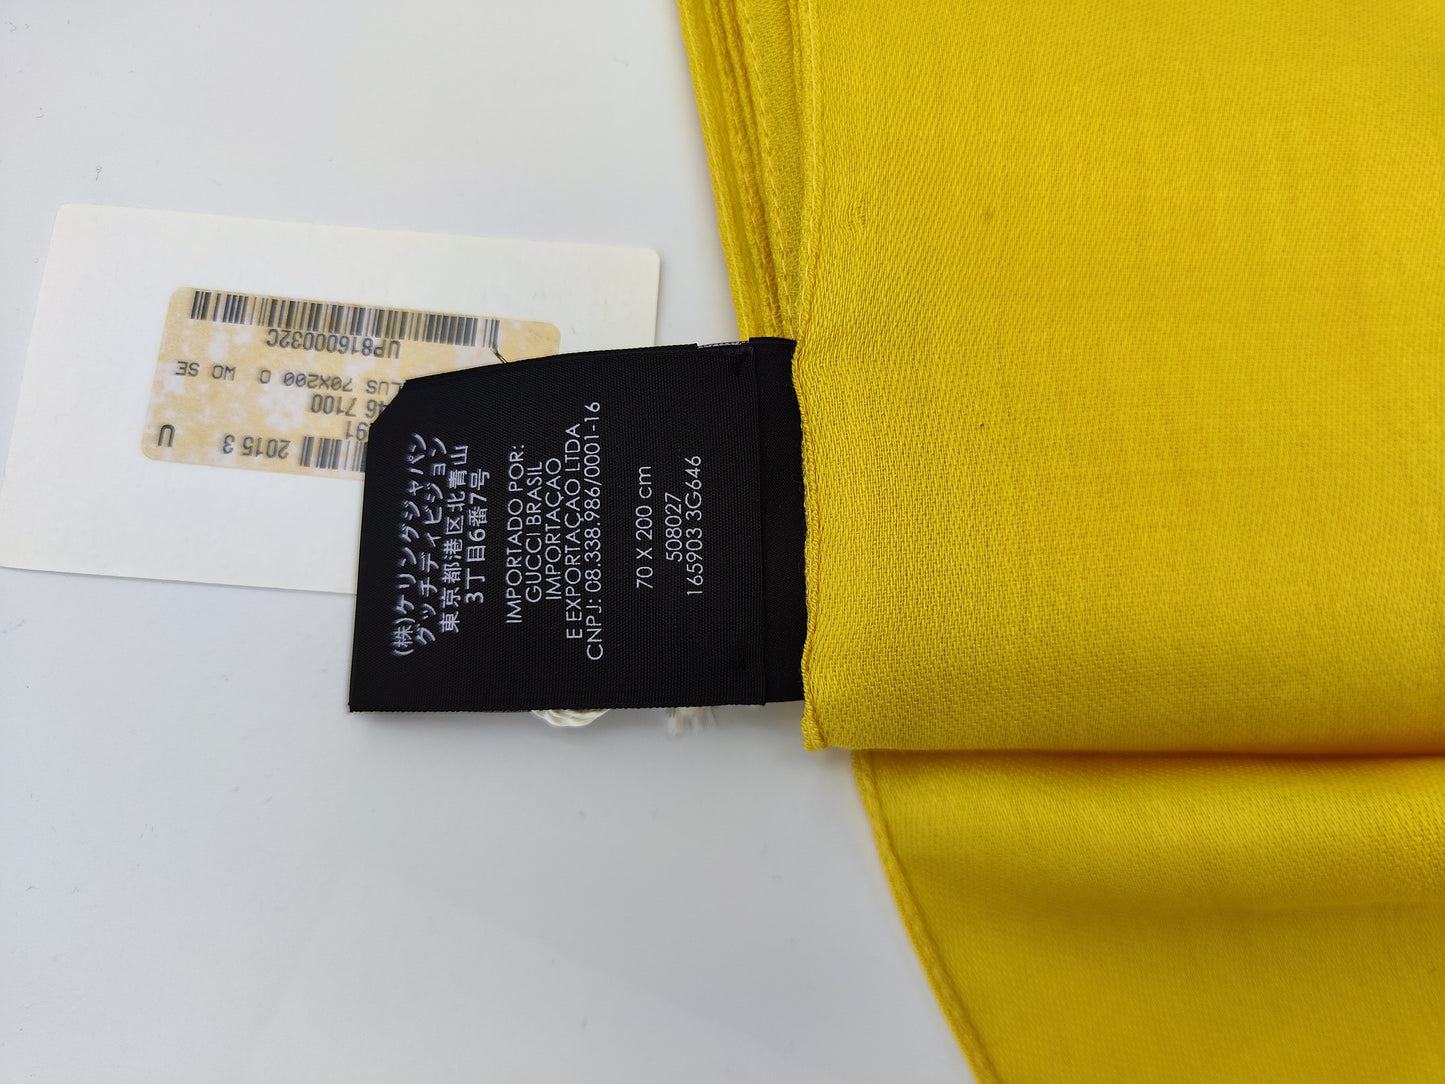 (株)ケリングジャパン
グッチディビジョン
東京都港区北青山
3丁目6番7号
IMPORTADO POR:
GUCCI BRASIL
IMPORTAÇAO
E EXPORTAÇAO LTDA
CNPJ: 08.338.986/0001-16
70 X 200 cm
508027
165903 3G646
U 2015 3
91
46 7100
LUS 70X200 C WO SE
UP81600032C